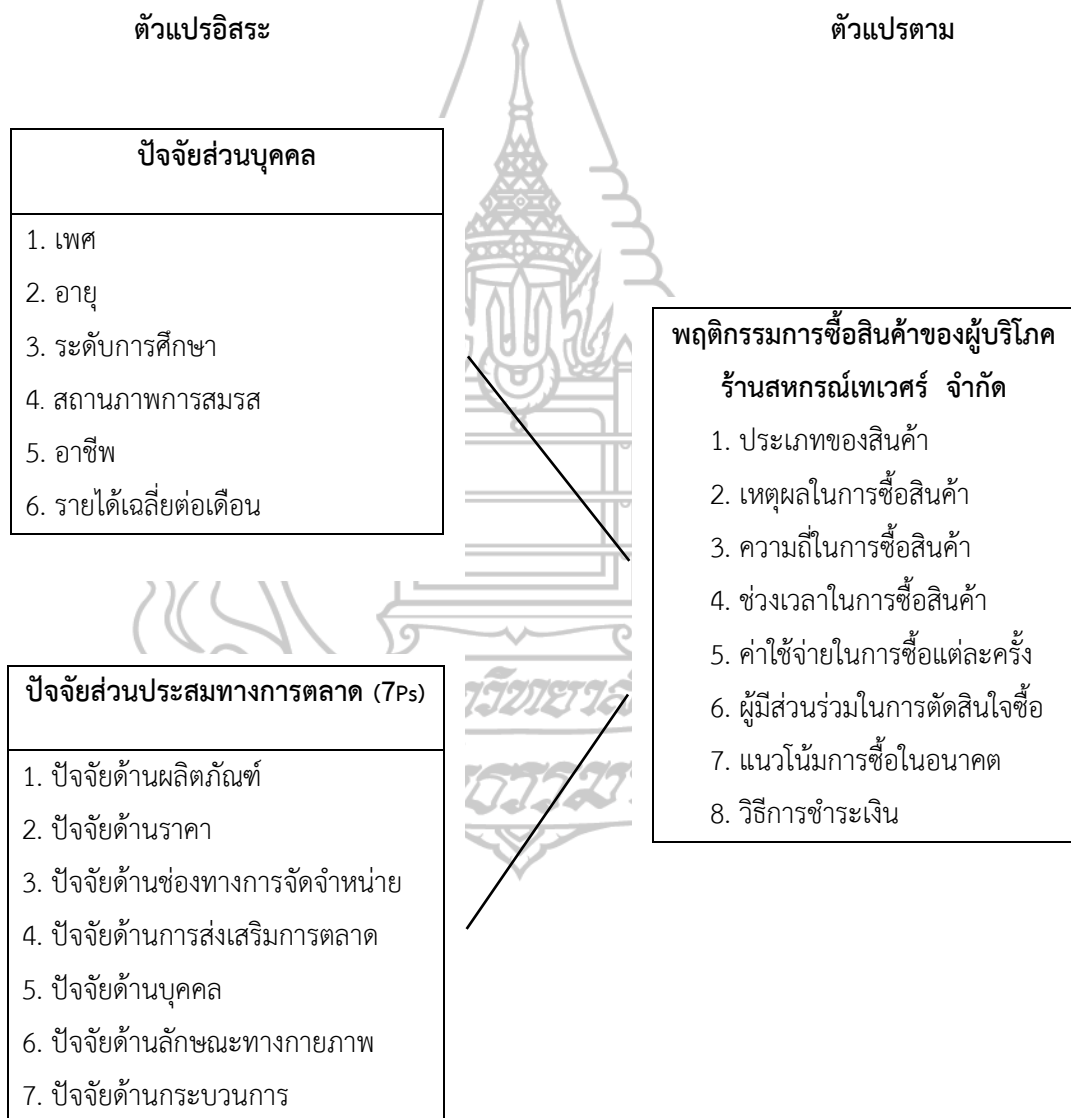 ตัวแปรอิสระ
ตัวแปรตาม
ปัจจัยส่วนบุคคล
1. เพศ
2. อายุ
3. ระดับการศึกษา
4. สถานภาพการสมรส
5. อาชีพ
6. รายได้เฉลี่ยต่อเดือน
ปัจจัยส่วนประสมทางการตลาด (7Ps)
1. ปัจจัยด้านผลิตภัณฑ์
2. ปัจจัยด้านราคา
3. ปัจจัยด้านช่องทางการจัดจำหน่าย
4. ปัจจัยด้านการส่งเสริมการตลาด
5. ปัจจัยด้านบุคคล
6. ปัจจัยด้านลักษณะทางกายภาพ
7. ปัจจัยด้านกระบวนการ
พฤติกรรมการซื้อสินค้าของผู้บริโภค
ร้านสหกรณ์เทเวศร์ จำกัด
1. ประเภทของสินค้า
2. เหตุผลในการซื้อสินค้า
3. ความถี่ในการซื้อสินค้า
4. ช่วงเวลาในการซื้อสินค้า
5. ค่าใช้จ่ายในการซื้อแต่ละครั้ง
6. ผู้มีส่วนร่วมในการตัดสินใจซื้อ
7. แนวโน้มการซื้อในอนาคต
8. วิธีการชำระเงิน